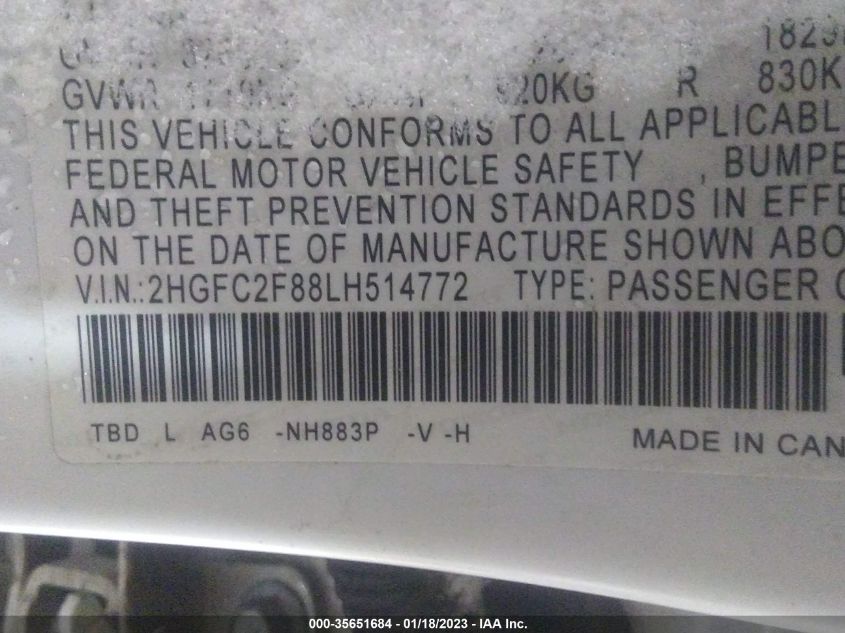 1829
GVWR 920KG R 830K
THIS VEHICLE CONFORMS TO ALL APPLICABL
FEDERAL MOTOR VEHICLE SAFETY , BUMPE
AND THEFT PREVENTION STANDARDS IN EFFE
ON THE DATE OF MANUFACTURE SHOWN ABO
V.I.N.:2HGFC2F88LH514772 TYPE: PASSENGER C
TBD L AG6 -NH883P -V -H
MADE IN CAN
000-35651684 - 01/18/2023 - IAA Inc.